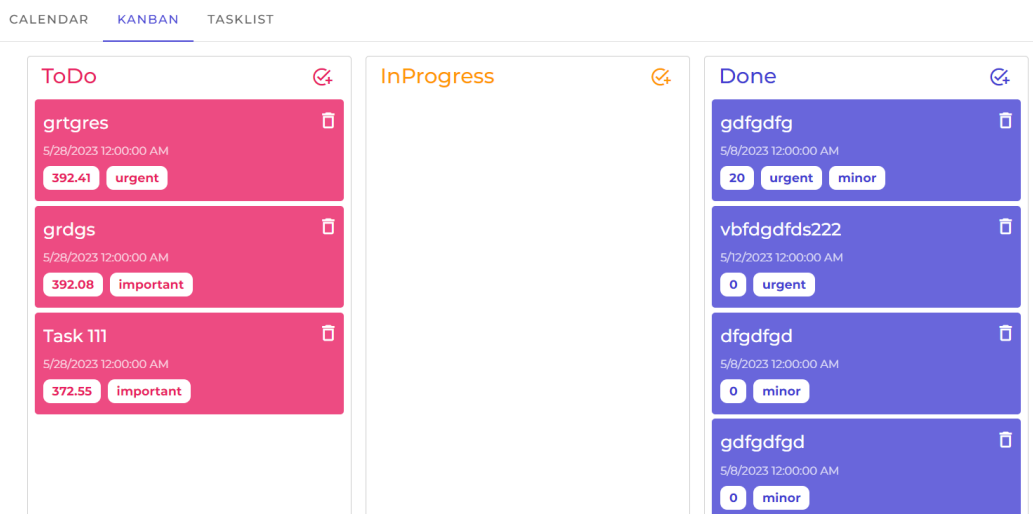 CALENDAR KANBAN TASKLIST
ToDo
grtgres
5/28/2023 12:00:00 AM
392.41 urgent
grdgs
5/28/2023 12:00:00 AM
392.08 important
Task 111
5/28/2023 12:00:00 AM
372.55 important
InProgress
Done
gdfgdfg
5/8/2023 12:00:00 AM
20 urgent minor
vbfdgdfds222
5/12/2023 12:00:00 AM
0 urgent
dfgdfgd
5/8/2023 12:00:00 AM
0 minor
gdfgdfgd
5/8/2023 12:00:00 AM
0 minor